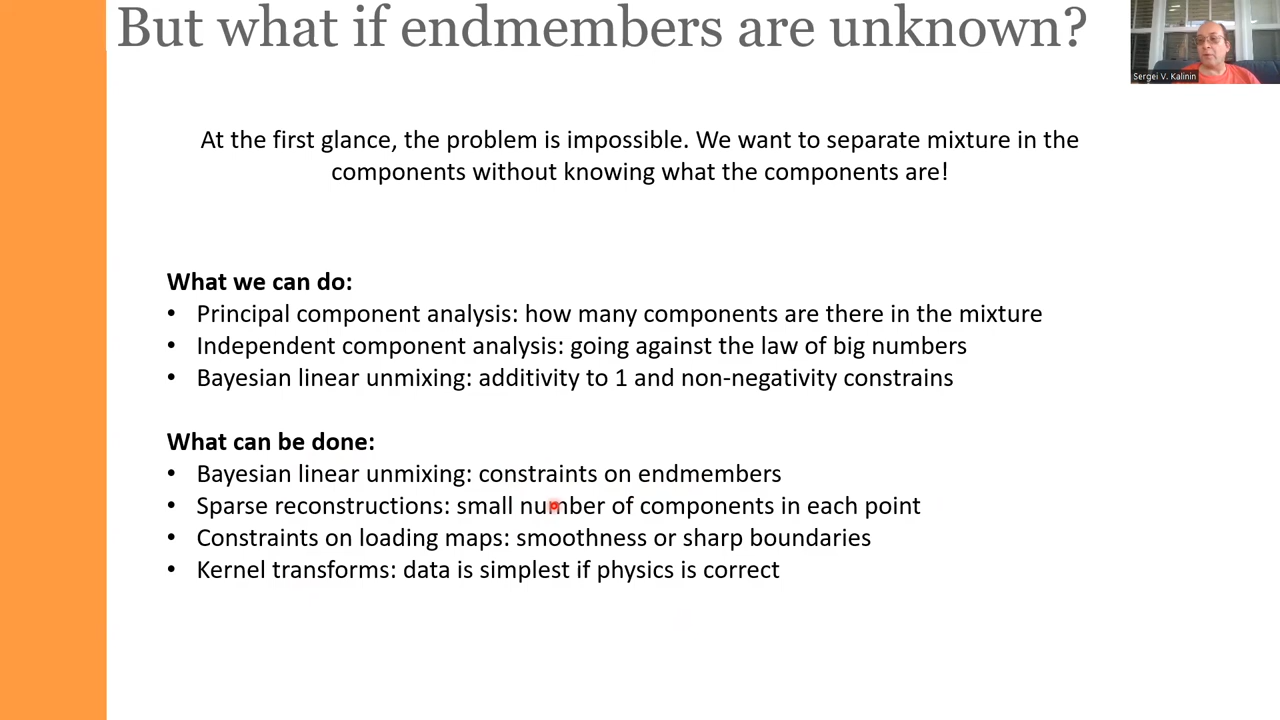 But what if endmembers are unknown?
Sergei V. Kalinin
At the first glance, the problem is impossible. We want to separate mixture in the
components without knowing what the components are!
What we can do:
• Principal component analysis: how many components are there in the mixture
• Independent component analysis: going against the law of big numbers
• Bayesian linear unmixing: additivity to 1 and non-negativity constrains
What can be done:
• Bayesian linear unmixing: constraints on endmembers
• Sparse reconstructions: small number of components in each point
• Constraints on loading maps: smoothness or sharp boundaries
• Kernel transforms: data is simplest if physics is correct